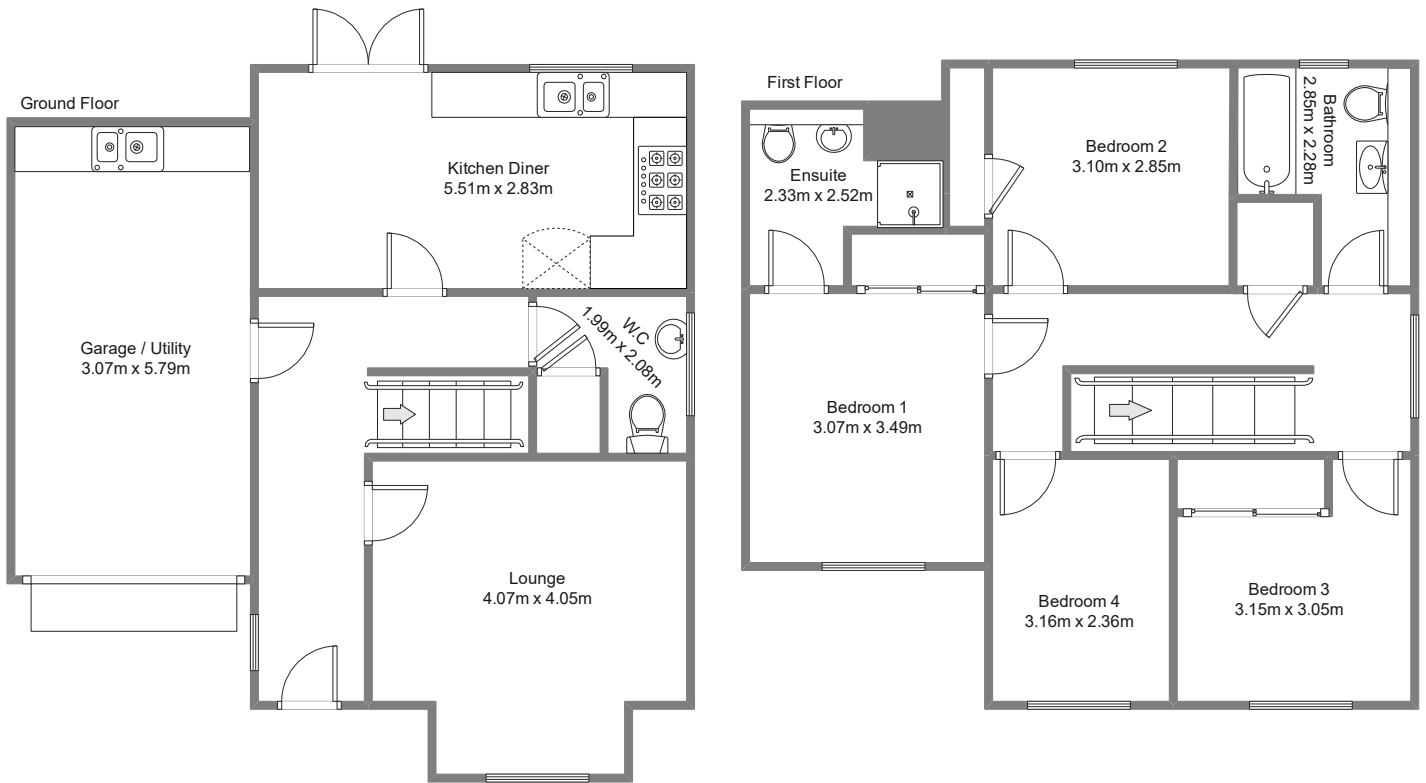 Ground Floor
Kitchen Diner
5.51m x 2.83m
Garage / Utility
3.07m x 5.79m
W.C
1.99m x 2.08m
Lounge
4.07m x 4.05m
First Floor
Ensuite
2.33m x 2.52m
Bedroom 2
3.10m x 2.85m
Bathroom
2.85m x 2.28m
Bedroom 1
3.07m x 3.49m
Bedroom 4
3.16m x 2.36m
Bedroom 3
3.15m x 3.05m